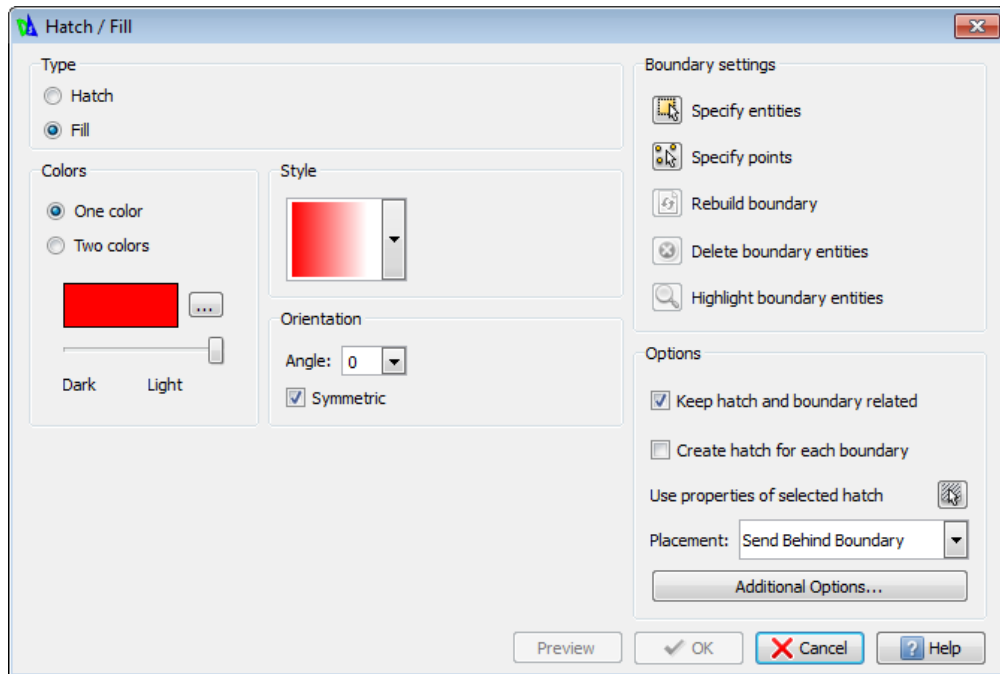 Hatch / Fill
Type
Hatch
Fill
Colors
One color
Two colors
...
Dark Light
Style
Orientation
Angle: 0
Symmetric
Boundary settings
Specify entities
Specify points
Rebuild boundary
Delete boundary entities
Highlight boundary entities
Options
Keep hatch and boundary related
Create hatch for each boundary
Use properties of selected hatch
Placement: Send Behind Boundary
Additional Options...
Preview OK Cancel Help